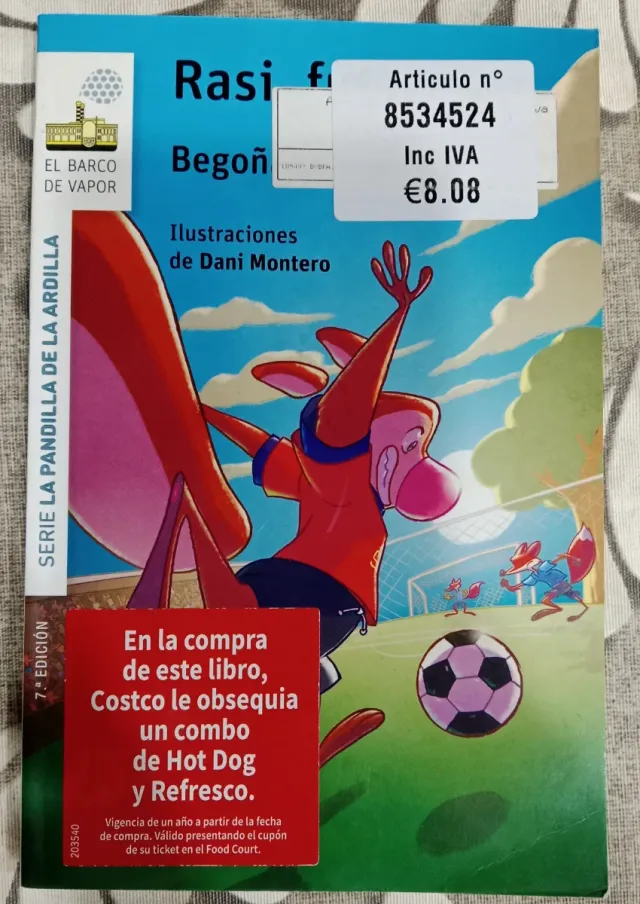 Rasi, f
Articulo n°
8534524
Inc IVA
€8.08
Begoña
EL BARCO
DE VAPOR
Ilustraciones
de Dani Montero
SERIE LA PANDILLA DE LA ARDILLA
7.ª EDICIÓN
En la compra
de este libro,
Costco le obsequia
un combo
de Hot Dog
y Refresco.
Vigencia de un año a partir de la fecha
de compra. Válido presentando el cupón
de su ticket en el Food Court.
203540